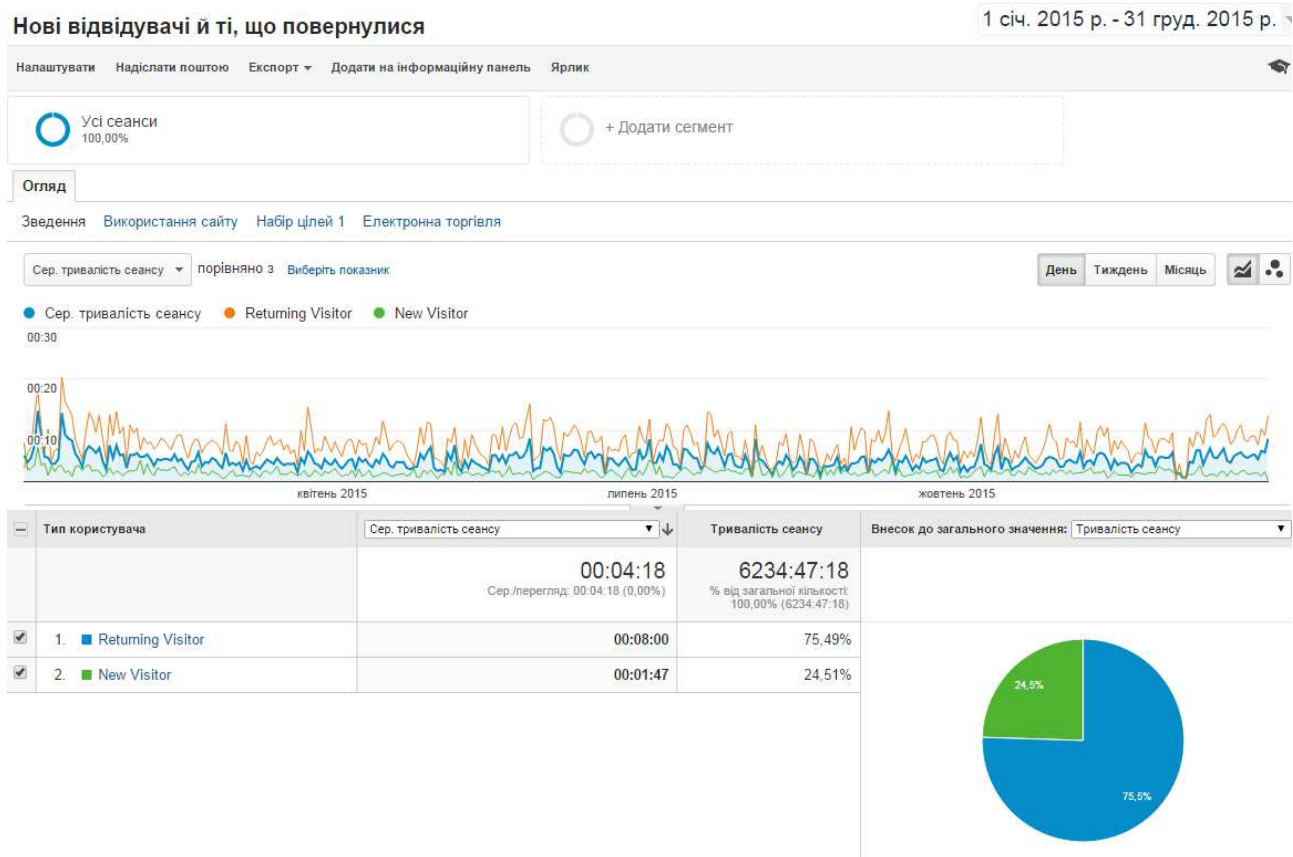 Нові відвідувачі й ті, що повернулися
1 січ. 2015 р. - 31 груд. 2015 р.
Налаштувати Надіслати поштою Експорт Додати на інформаційну панель Ярлик
Усі сеанси
100,00%
+ Додати сегмент
Огляд
Зведення Використання сайту Набір цілей 1 Електронна торгівля
Сер. тривалість сеансу порівняно з Виберіть показник
День Тиждень Місяць
Сер. тривалість сеансу Returning Visitor New Visitor
00:30
00:20
00:10
квітень 2015 липень 2015 жовтень 2015
Тип користувача Сер. тривалість сеансу Тривалість сеансу Внесок до загального значення: Тривалість сеансу
00:04:18 6234:47:18
Сер./перегляд: 00:04:18 (0,00%) % від загальної кількості:
100,00% (6234:47:18)
1. Returning Visitor 00:08:00 75,49%
2. New Visitor 00:01:47 24,51%
24,5%
75,5%